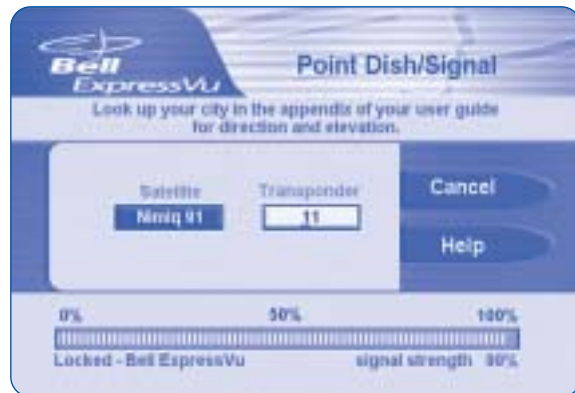 Bell
ExpressVu
Point Dish/Signal
Look up your city in the appendix of your user guide
for direction and elevation.
Satellite Transponder
Nimiq 91 11
Cancel
Help
0% 50% 100%
Locked - Bell ExpressVu signal strength 90%